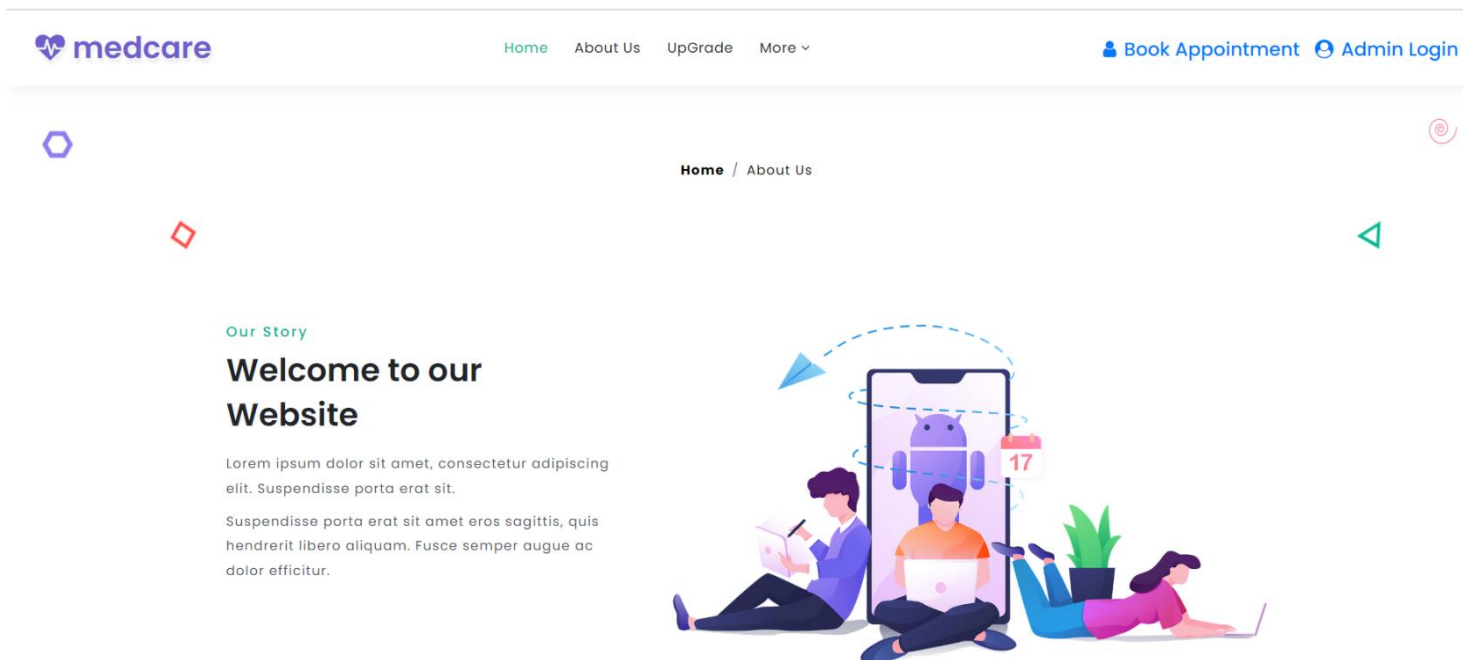 medcare
Home About Us UpGrade More
Book Appointment Admin Login
Home / About Us
Our Story
Welcome to our
Website
Lorem ipsum dolor sit amet, consectetur adipiscing
elit. Suspendisse porta erat sit.
Suspendisse porta erat sit amet eros sagittis, quis
hendrerit libero aliquam. Fusce semper augue ac
dolor efficitur.
17